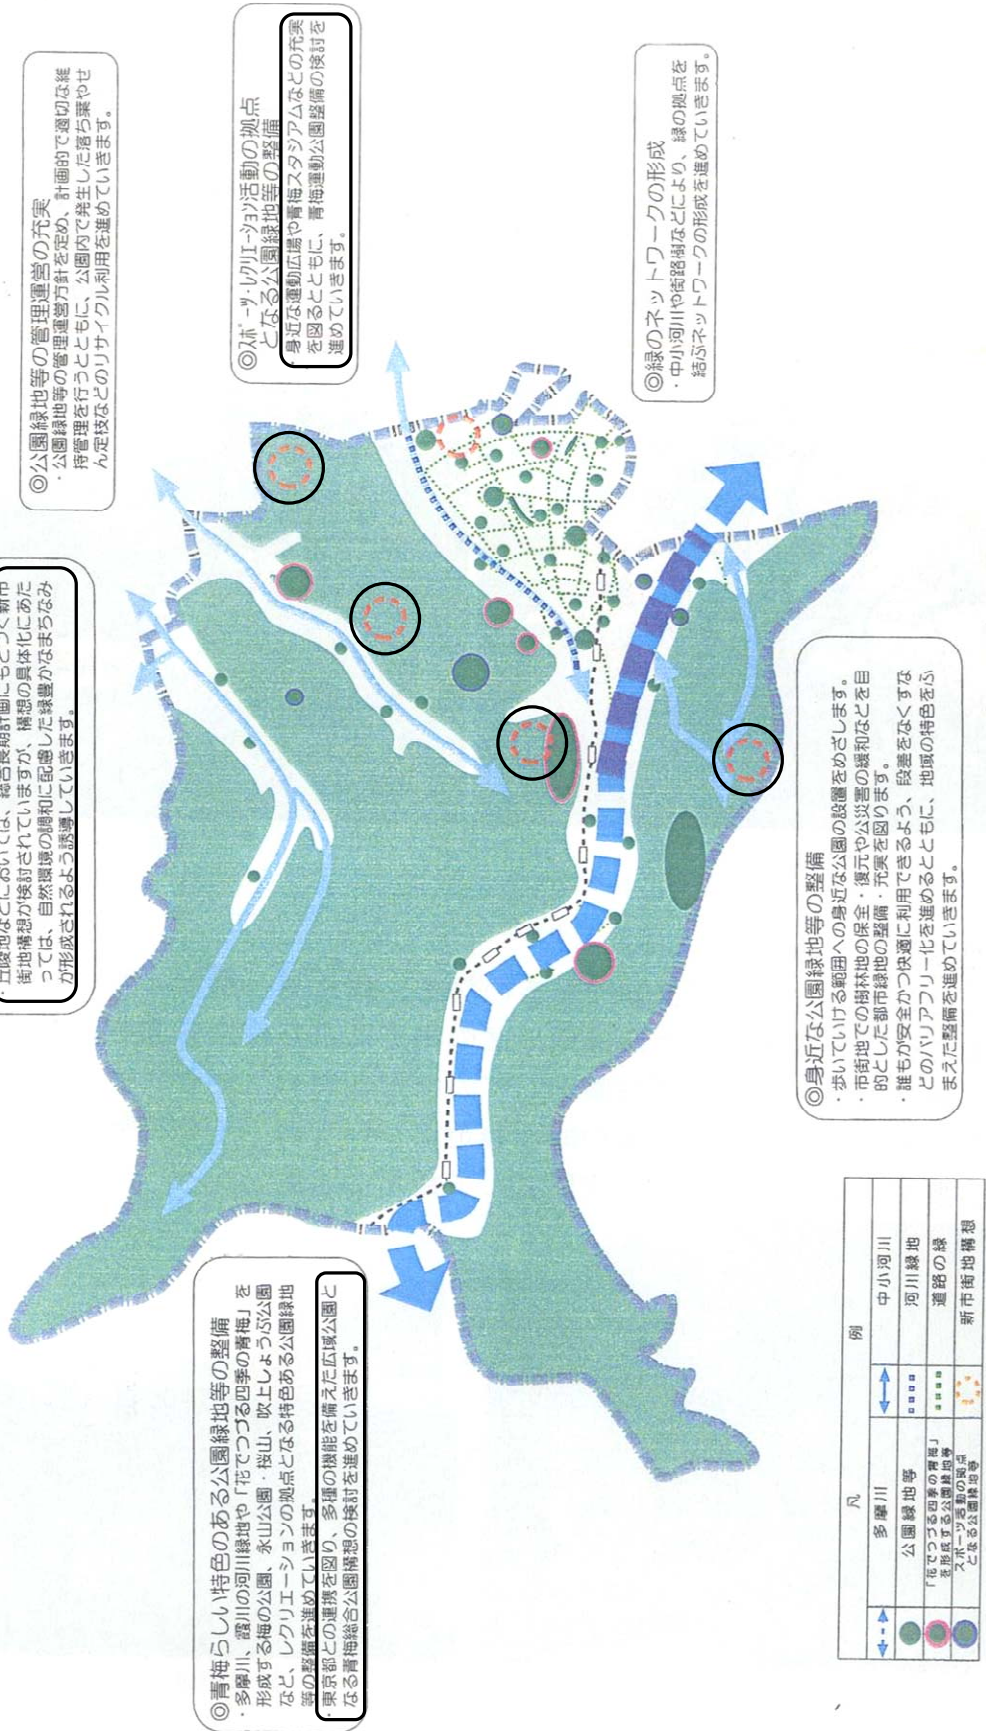 ◎公園緑地等の管理運営の充実
・公園緑地等の管理運営方針を定め、計画的で適切な維
持管理を行うとともに、公園内で発生した落ち葉やせ
ん定枝などのリサイクル利用を進めていきます。
◎スポーツ・レクリエーション活動の拠点
となる公園緑地等の整備
・身近な運動広場や青梅スタジアムなどの充実
を図るとともに、青梅運動公園整備の検討を
進めていきます。
◎緑のネットワークの形成
・中小河川や街路樹などにより、緑の拠点を
結ぶネットワークの形成を進めていきます。
・丘陵地などにおいては、総合長期計画にもとづく新市
街地構想が検討されていますが、構想の具体化にあた
っては、自然環境の調和に配慮した緑豊かなまちなみ
が形成されるよう誘導していきます。
◎身近な公園緑地等の整備
・歩いていける範囲への身近な公園の設置をめざします。
・市街地での樹林地の保全・復元や公災害の緩和などを目
的とした都市緑地の整備・充実を図ります。
・誰もが安全かつ快適に利用できるよう、段差をなくすな
どのバリアフリー化を進めるとともに、地域の特色をふ
まえた整備を進めていきます。
◎青梅らしい特色のある公園緑地等の整備
・多摩川、霞川の河川緑地や「花でつづる四季の青梅」を
形成する梅の公園、永山公園・桜山、吹上しょうぶ公園
など、レクリエーションの拠点となる特色ある公園緑地
等の整備を進めていきます。
・東京都との連携を図り、多種の機能を備えた広域公園と
なる青梅総合公園構想の検討を進めていきます。
凡 例
多摩川 中小河川
公園緑地等 河川緑地
「花でつづる四季の青梅」
を形成する公園緑地等
道路の緑
スポーツ活動の拠点
となる公園緑地等
新市街地構想